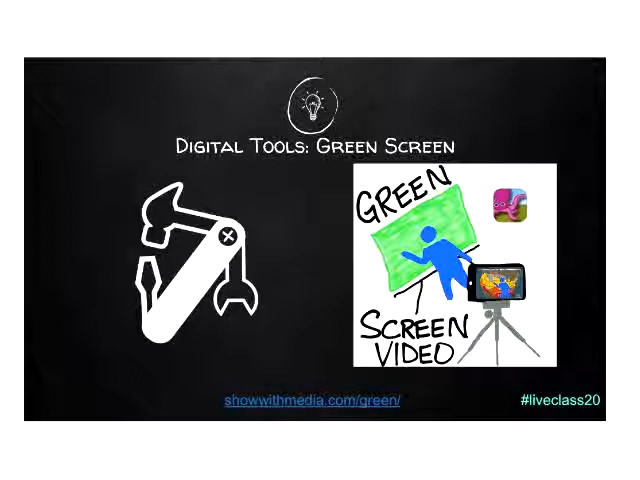 Digital Tools: Green Screen
GREEN
SCREEN
VIDEO
showwithmedia.com/green/
#liveclass20